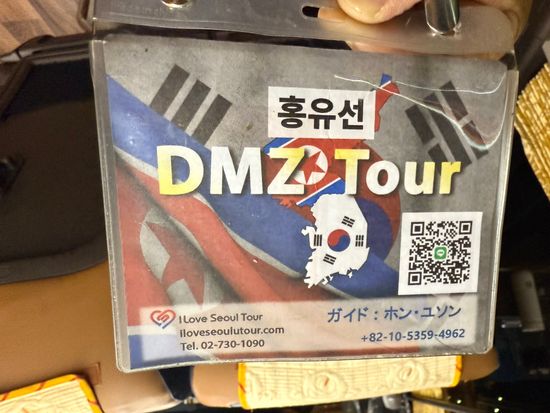 홍유선
DMZ Tour
I Love Seoul Tour
iloveseoulutour.com
Tel. 02-730-1090
ガイド：ホン・ユソン
+82-10-5359-4962